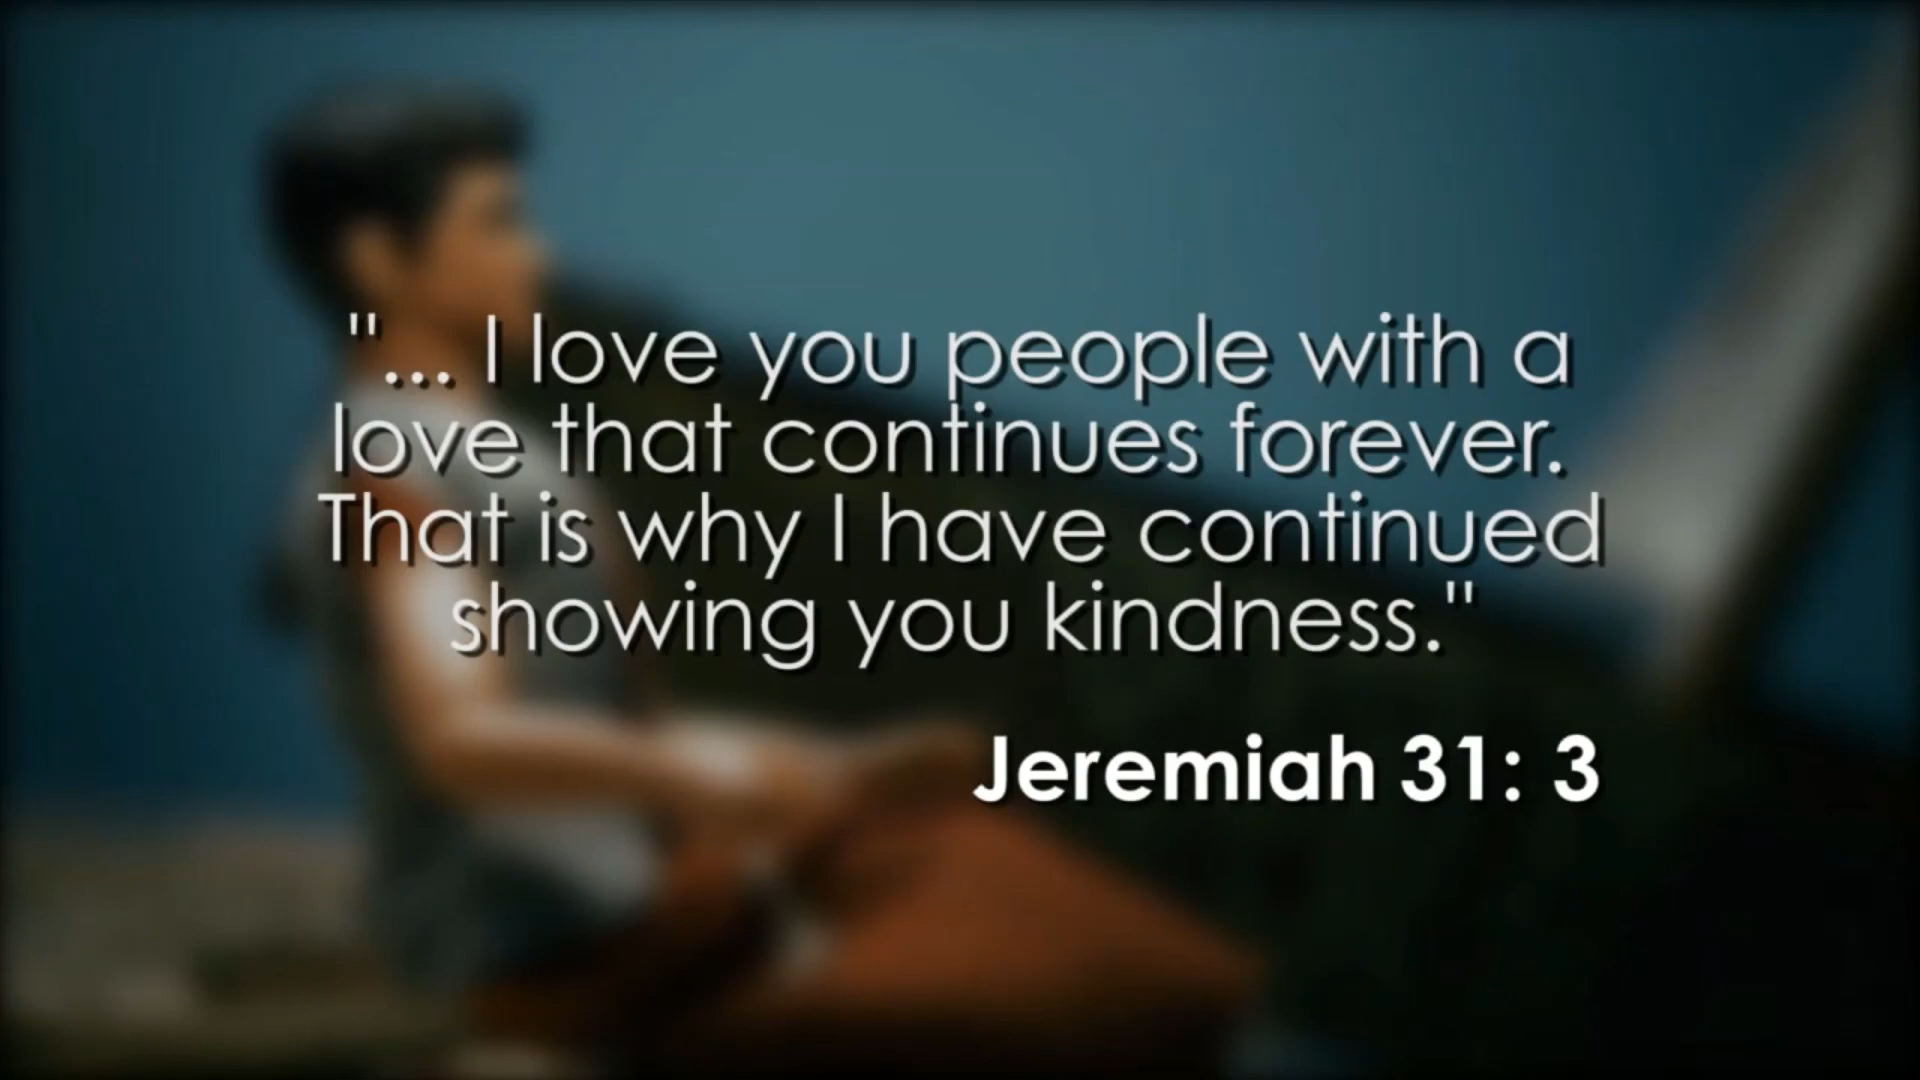 "... I love you people with a
love that continues forever.
That is why I have continued
showing you kindness."
Jeremiah 31: 3